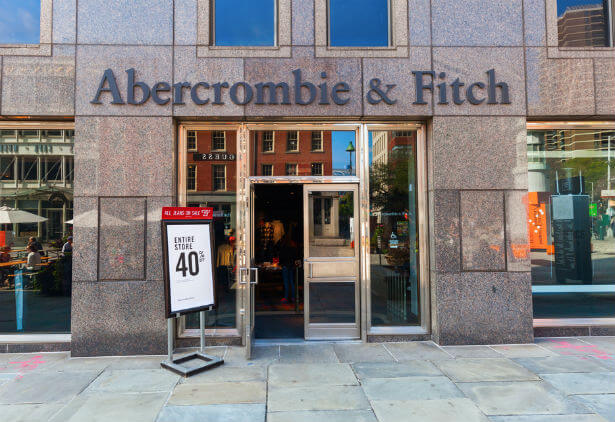 Abercrombie & Fitch
GUESS
ALL JEANS ON SALE
ENTIRE
STORE
40% off